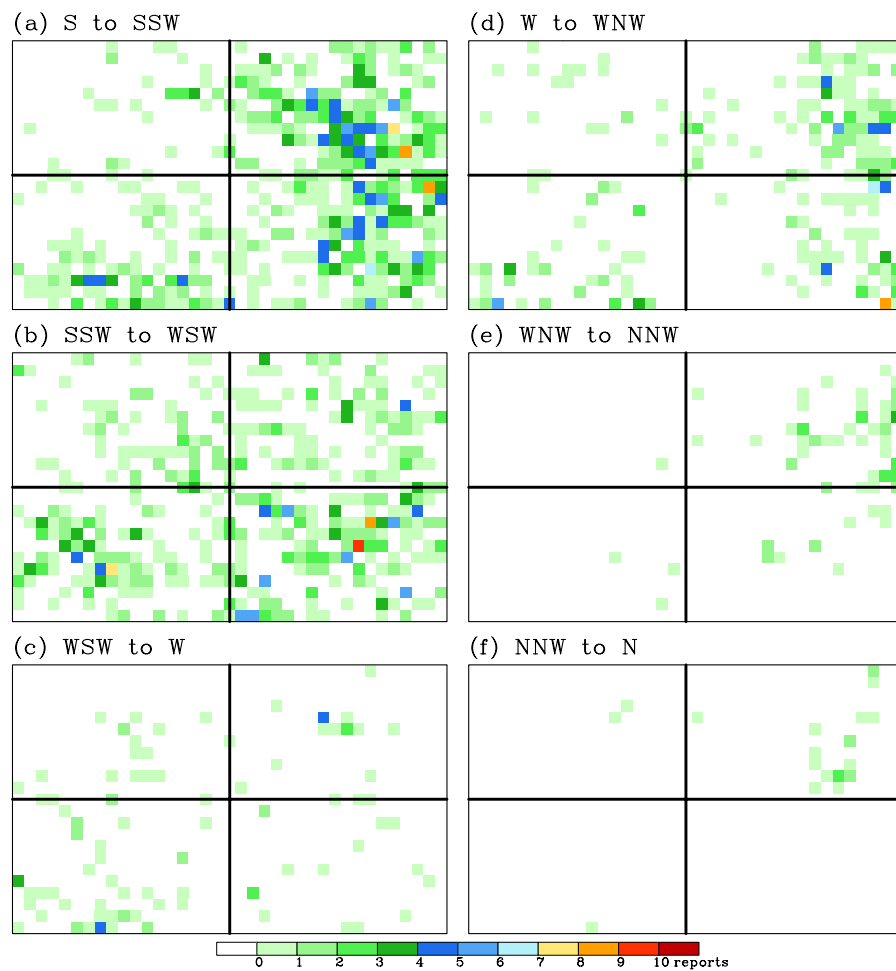 (a) S to SSW
(d) W to WNW
(b) SSW to WSW
(e) WNW to NNW
(c) WSW to W
(f) NNW to N
0 1 2 3 4 5 6 7 8 9 10 reports